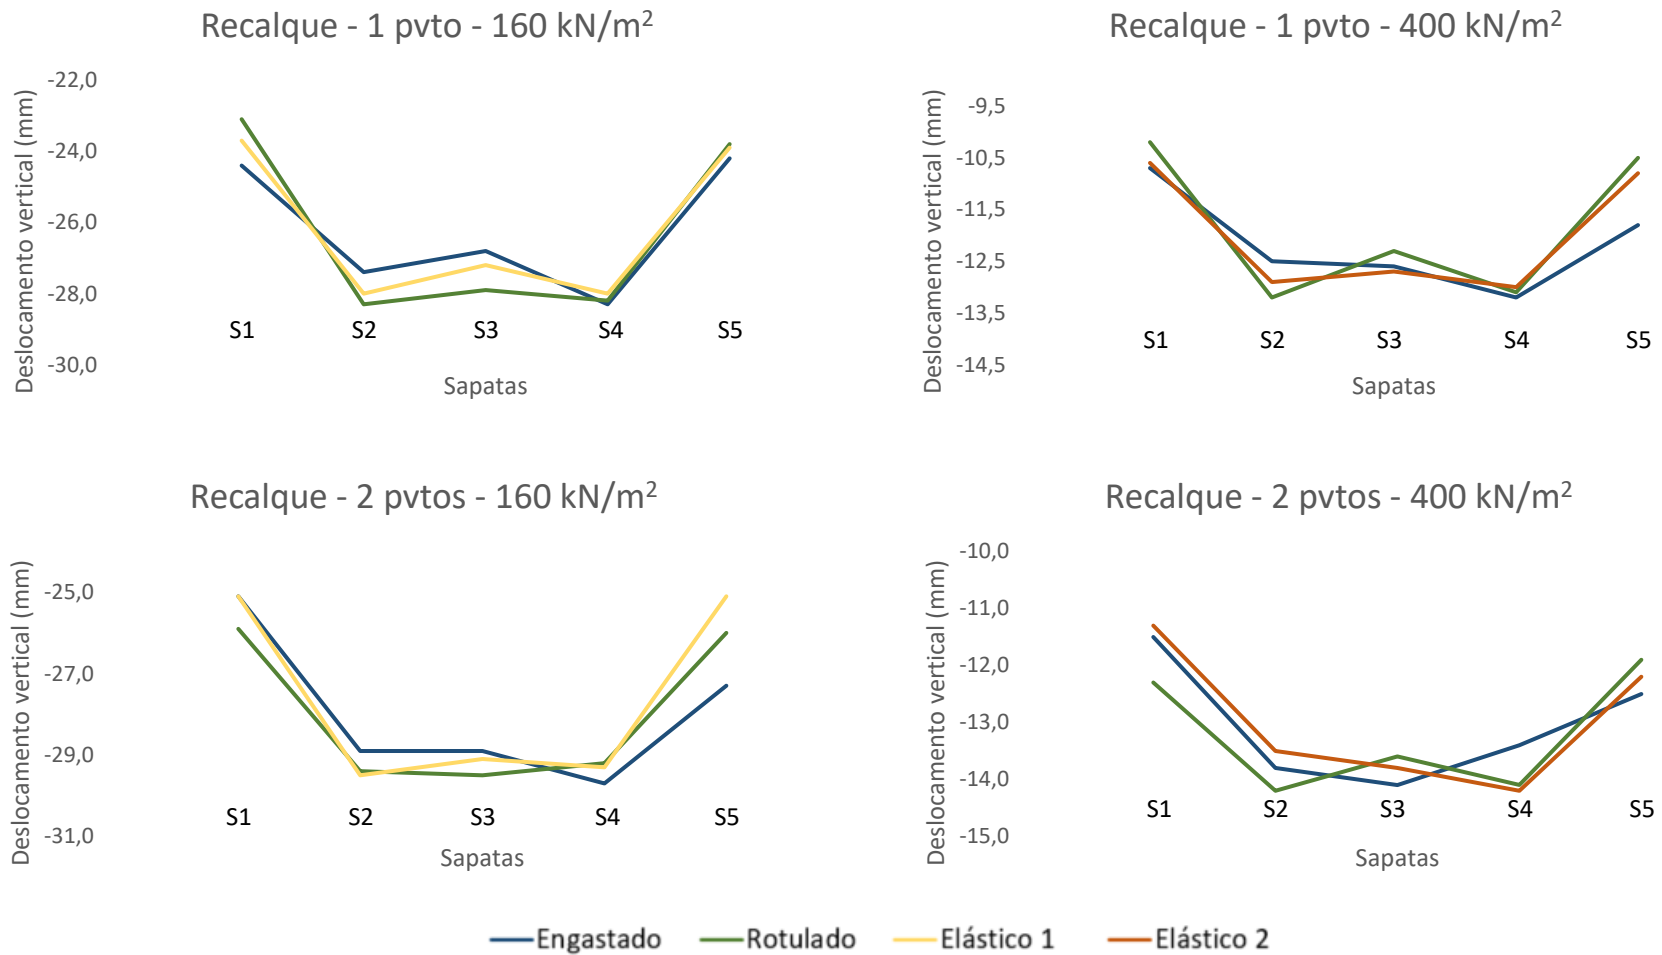 Recalque - 1 pvto - 160 kN/m²
Deslocamento vertical (mm)
-22,0
-24,0
-26,0
-28,0
-30,0
S1 S2 S3 S4 S5
Sapatas
Recalque - 1 pvto - 400 kN/m²
Deslocamento vertical (mm)
-9,5
-10,5
-11,5
-12,5
-13,5
-14,5
S1 S2 S3 S4 S5
Sapatas
Recalque - 2 pvtos - 160 kN/m²
Deslocamento vertical (mm)
-25,0
-27,0
-29,0
-31,0
S1 S2 S3 S4 S5
Sapatas
Recalque - 2 pvtos - 400 kN/m²
Deslocamento vertical (mm)
-10,0
-11,0
-12,0
-13,0
-14,0
-15,0
S1 S2 S3 S4 S5
Sapatas
Engastado Rotulado Elástico 1 Elástico 2